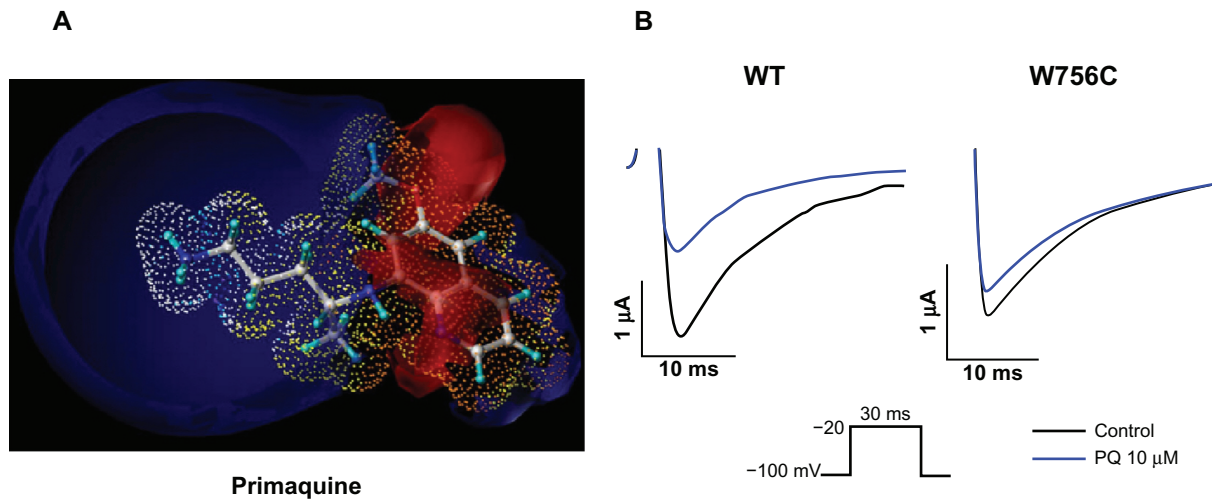 A
Primaquine
B
WT
W756C
1 µA
10 ms
1 µA
10 ms
30 ms
−20
−100 mV
Control
PQ 10 µM